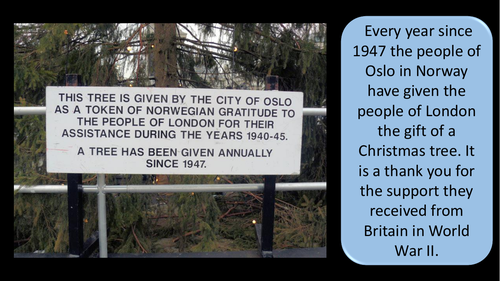 THIS TREE IS GIVEN BY THE CITY OF OSLO
AS A TOKEN OF NORWEGIAN GRATITUDE TO
THE PEOPLE OF LONDON FOR THEIR
ASSISTANCE DURING THE YEARS 1940-45.
A TREE HAS BEEN GIVEN ANNUALLY
SINCE 1947.
Every year since
1947 the people of
Oslo in Norway
have given the
people of London
the gift of a
Christmas tree. It
is a thank you for
the support they
received from
Britain in World
War II.